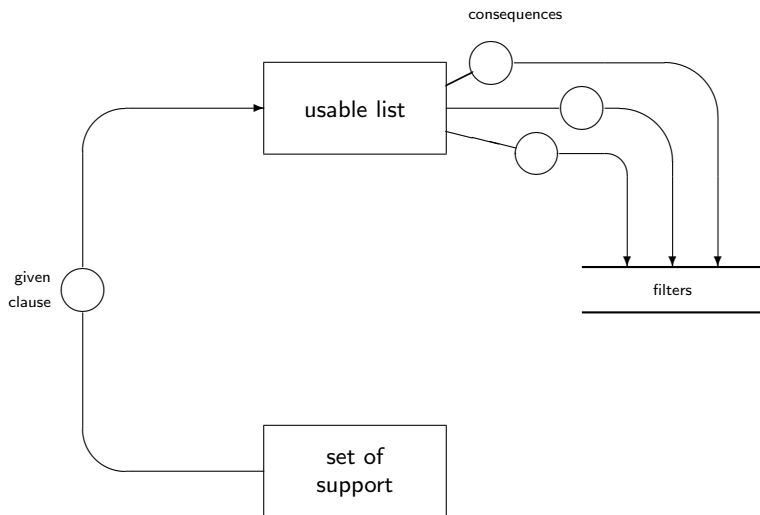 consequences
usable list
given
clause
filters
set of
support